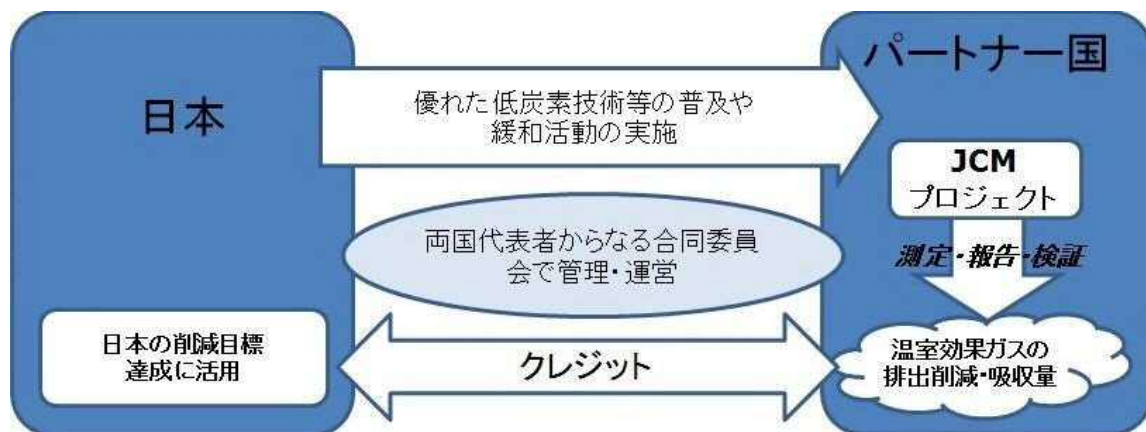 日本
パートナー国
優れた低炭素技術等の普及や
緩和活動の実施
JCM
プロジェクト
両国代表者からなる合同委員
会で管理・運営
測定・報告・検証
日本の削減目標
達成に活用
クレジット
温室効果ガスの
排出削減・吸収量